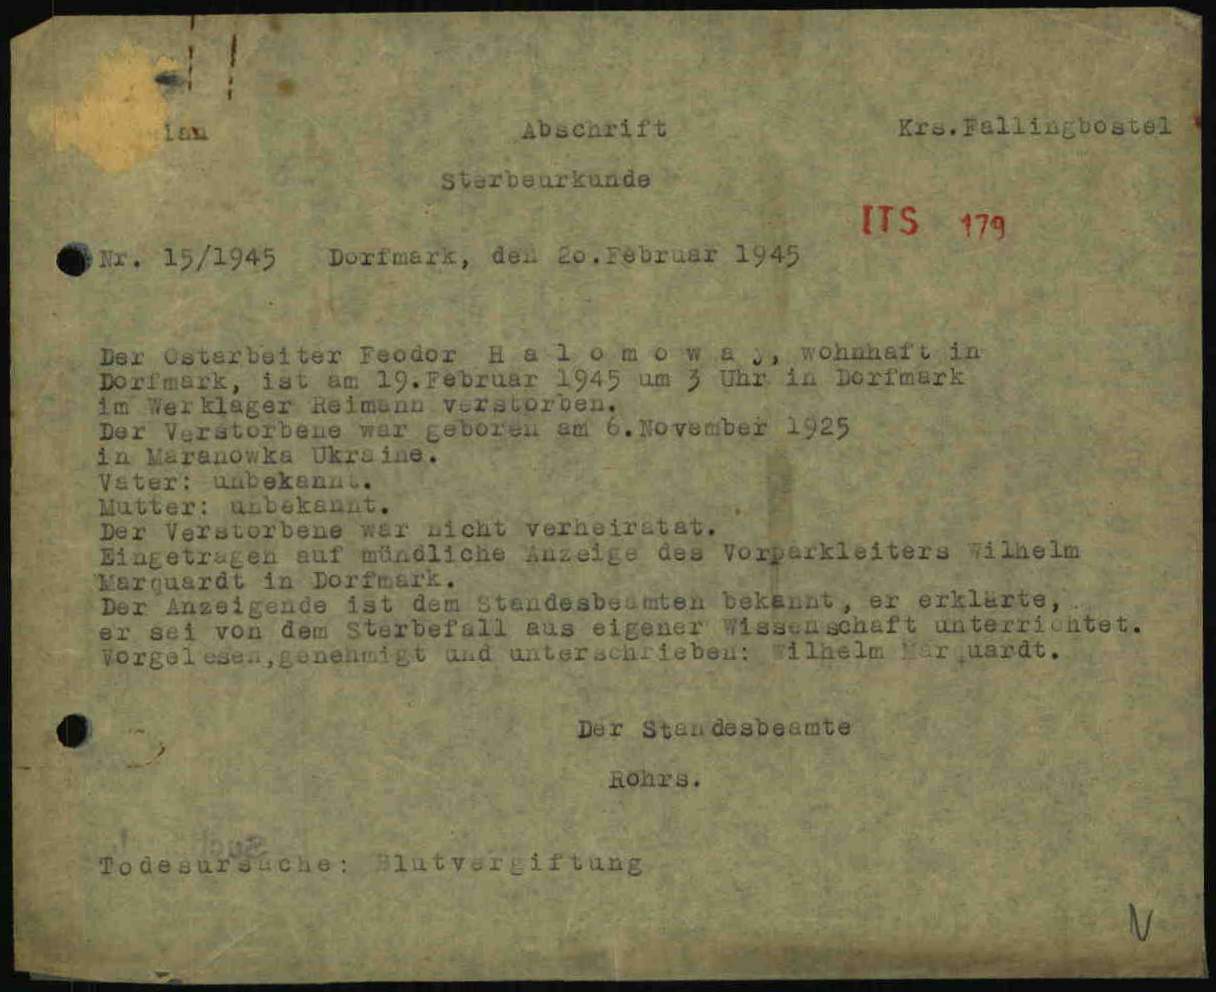 ian Abschrift Krs.Fallingbostel
Sterbeurkunde
ITS 179
Nr. 15/1945 Dorfmark, den 2o.Februar 1945
Der Ostarbeiter Feodor H a l o m o w a j, wohnhaft in
Dorfmark, ist am 19.Februar 1945 um 3 Uhr in Dorfmark
im Werklager Reimann verstorben.
Der Verstorbene war geboren am 6.November 1925
in Maranowka Ukraine.
Vater: unbekannt.
Mutter: unbekannt.
Der Verstorbene war nicht verheiratat.
Eingetragen auf mündliche Anzeige des Vorparkleiters Wilhelm
Marquardt in Dorfmark.
Der Anzeigende ist dem Standesbeamten bekannt, er erklärte,
er sei von dem Sterbefall aus eigener Wissenschaft unterrichtet.
Vorgelesen,genehmigt und unterschrieben: Wilhelm Marquardt.
Der Standesbeamte
Rohrs.
Todesursache: Blutvergiftung
N